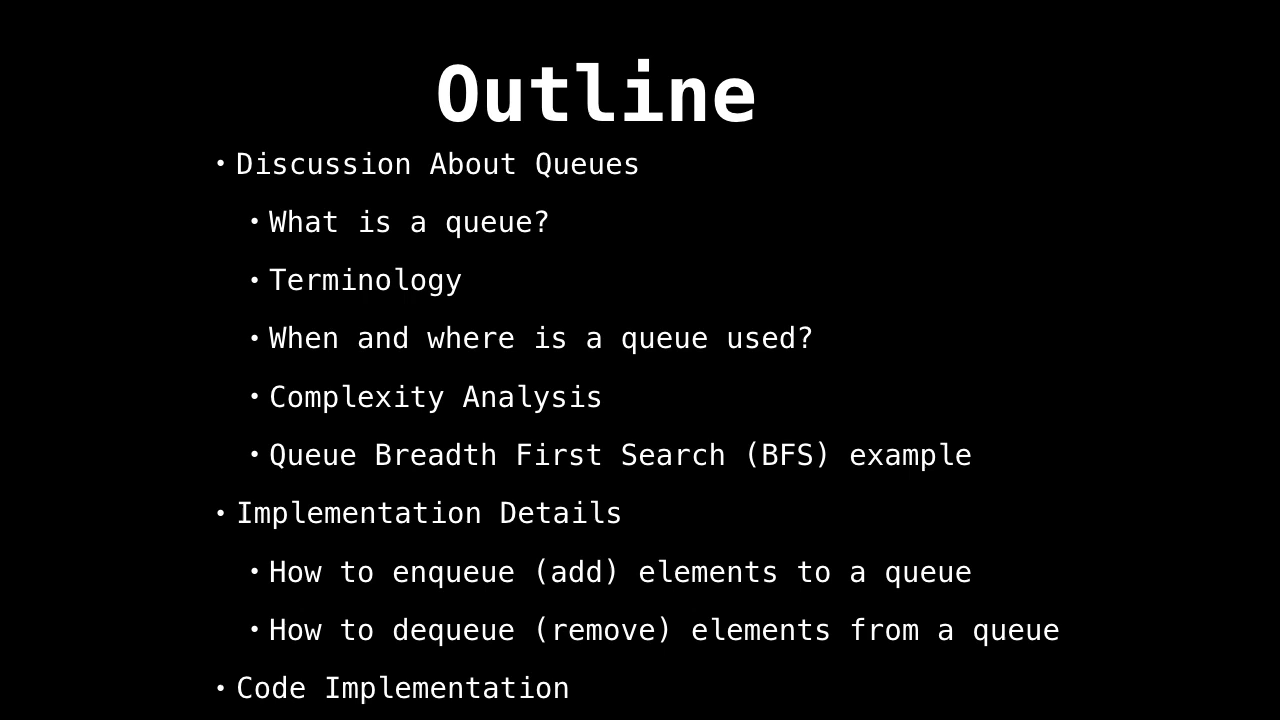 Outline
• Discussion About Queues
• What is a queue?
• Terminology
• When and where is a queue used?
• Complexity Analysis
• Queue Breadth First Search (BFS) example
• Implementation Details
• How to enqueue (add) elements to a queue
• How to dequeue (remove) elements from a queue
• Code Implementation